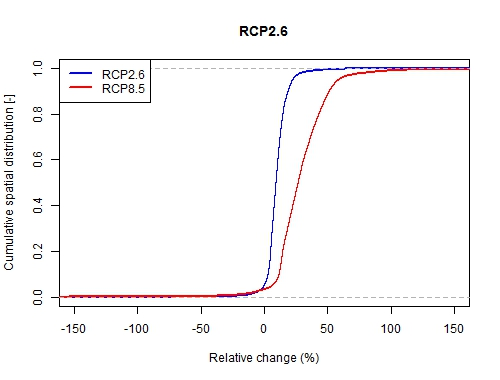 RCP2.6
RCP2.6
RCP8.5
Cumulative spatial distribution [-]
1.0
0.8
0.6
0.4
0.2
0.0
-150 -100 -50 0 50 100 150
Relative change (%)